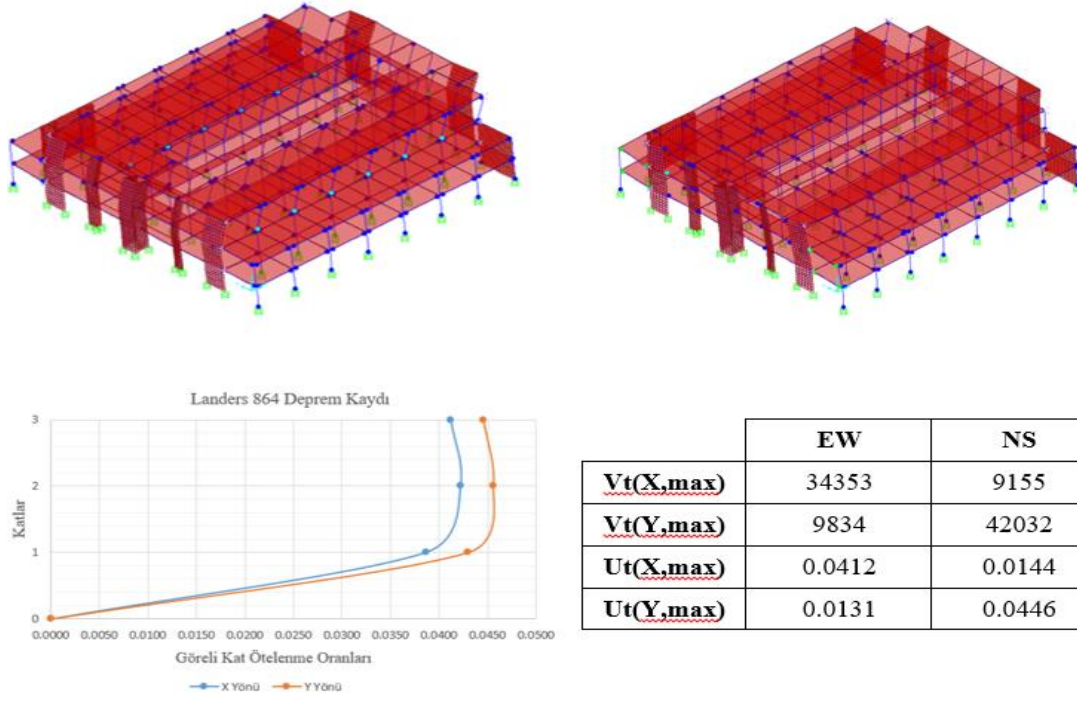 Landers 864 Deprem Kaydı
3
2
1
0
Katlar
0.0000 0.0050 0.0100 0.0150 0.0200 0.0250 0.0300 0.0350 0.0400 0.0450 0.0500
Göreli Kat Ötelenme Oranları
X Yönü Y Yönü
EW NS
Vt(X,max) 34353 9155
Vt(Y,max) 9834 42032
Ut(X,max) 0.0412 0.0144
Ut(Y,max) 0.0131 0.0446